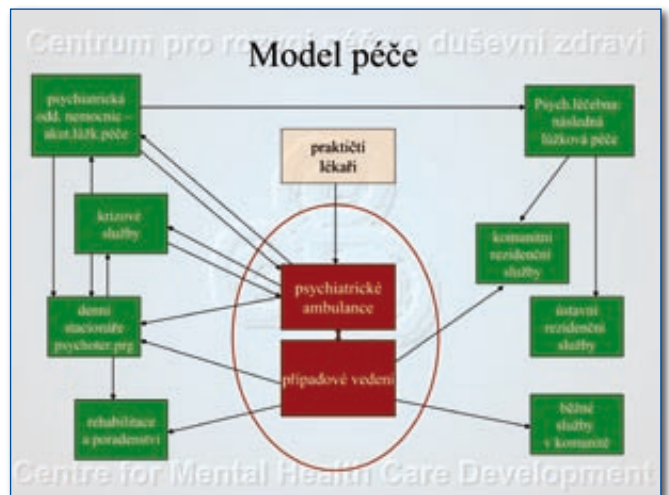 Centrum pro rozvoj péče o duševní zdraví
Model péče
psychiatrická
odd. nemocnic –
akut.lůžk.péče
Psych.léčebna:
následná
lůžková péče
praktičtí
lékaři
krizové
služby
komunitní
rezidenční
služby
psychiatrické
ambulance
denní
stacionáře
psychoter.prg
ústavní
rezidenční
služby
případové vedení
rehabilitace
a poradenství
běžné
služby
v komunitě
Centre for Mental Health Care Development